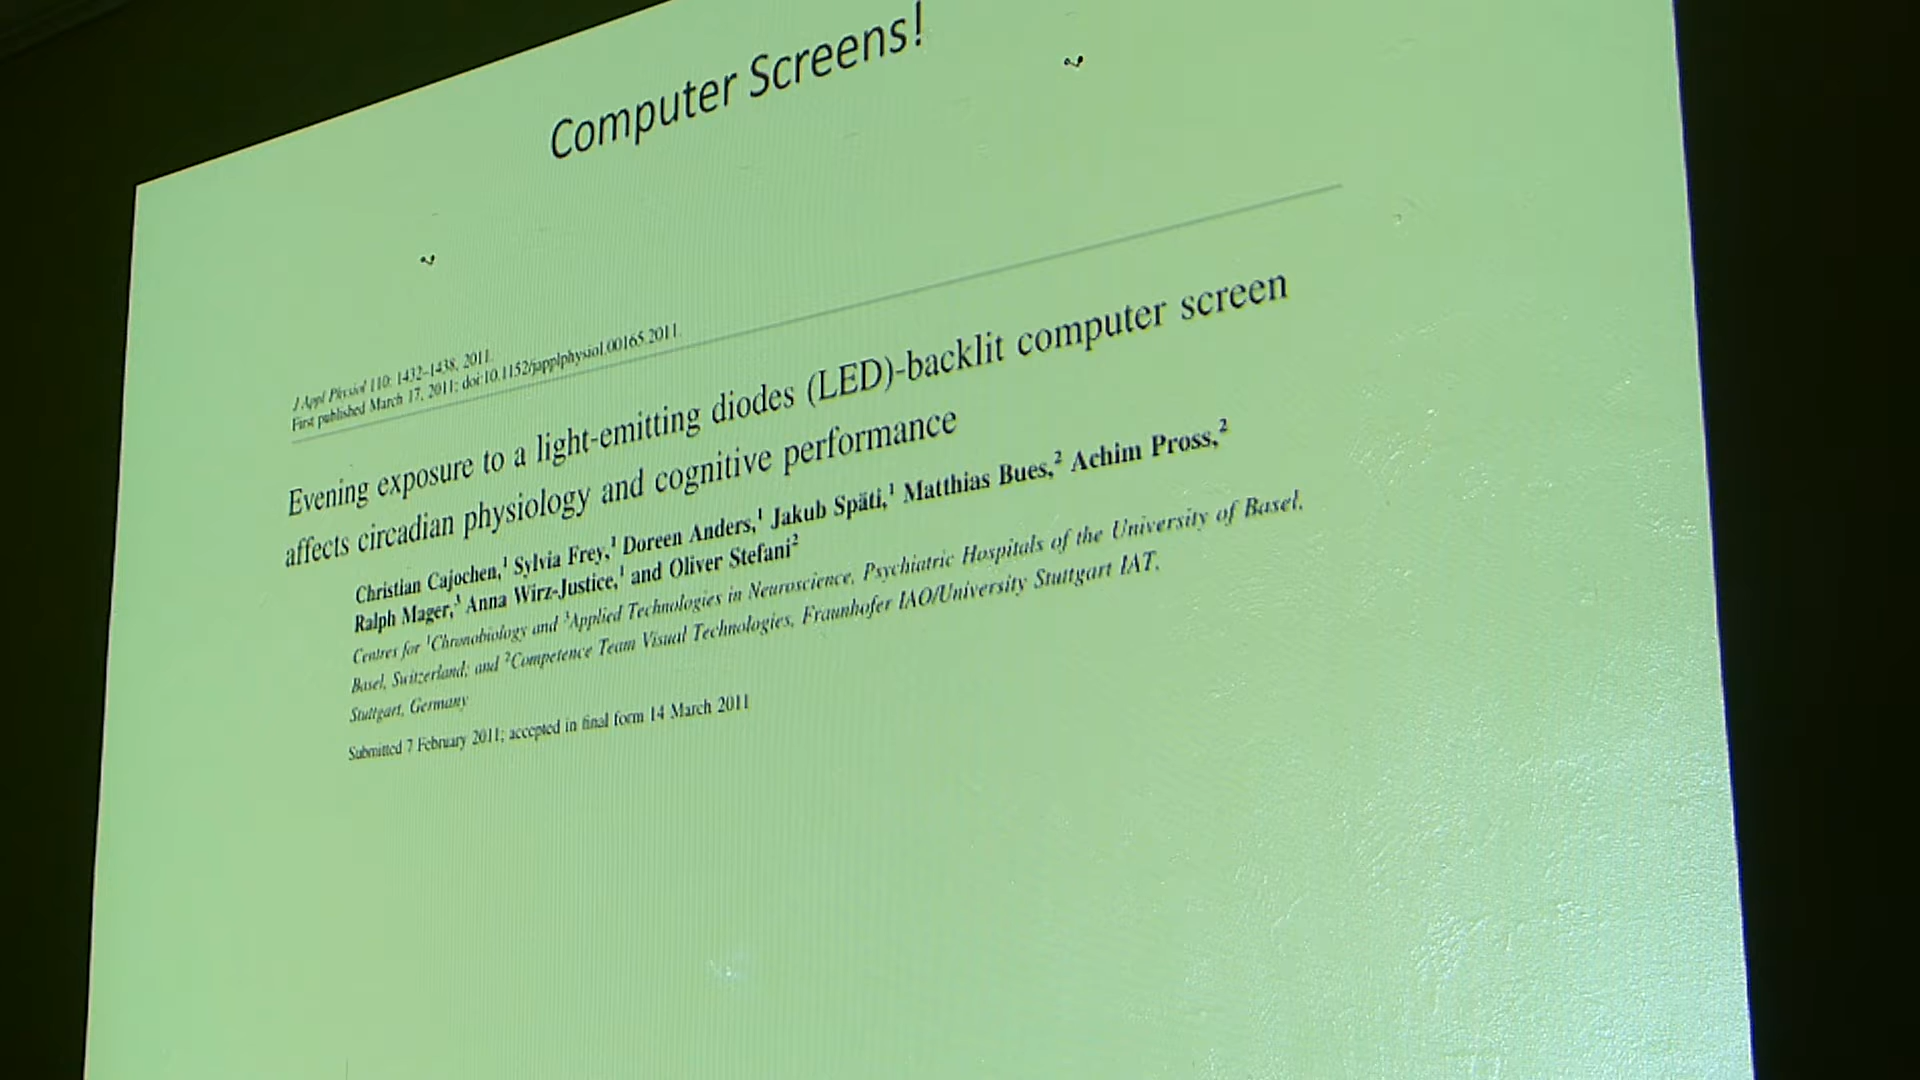 Computer Screens!
J Appl Physiol 110: 1432–1438, 2011.
First published March 17, 2011; doi:10.1152/japplphysiol.00165.2011.
Evening exposure to a light-emitting diodes (LED)-backlit computer screen
affects circadian physiology and cognitive performance
Christian Cajochen,¹ Sylvia Frey,¹ Doreen Anders,¹ Jakub Späti,¹ Matthias Bues,² Achim Pross,²
Ralph Mager,³ Anna Wirz-Justice,¹ and Oliver Stefani²
Centres for ¹Chronobiology and ³Applied Technologies in Neuroscience, Psychiatric Hospitals of the University of Basel,
Basel, Switzerland; and ²Competence Team Visual Technologies, Fraunhofer IAO/University Stuttgart IAT,
Stuttgart, Germany
Submitted 7 February 2011; accepted in final form 14 March 2011